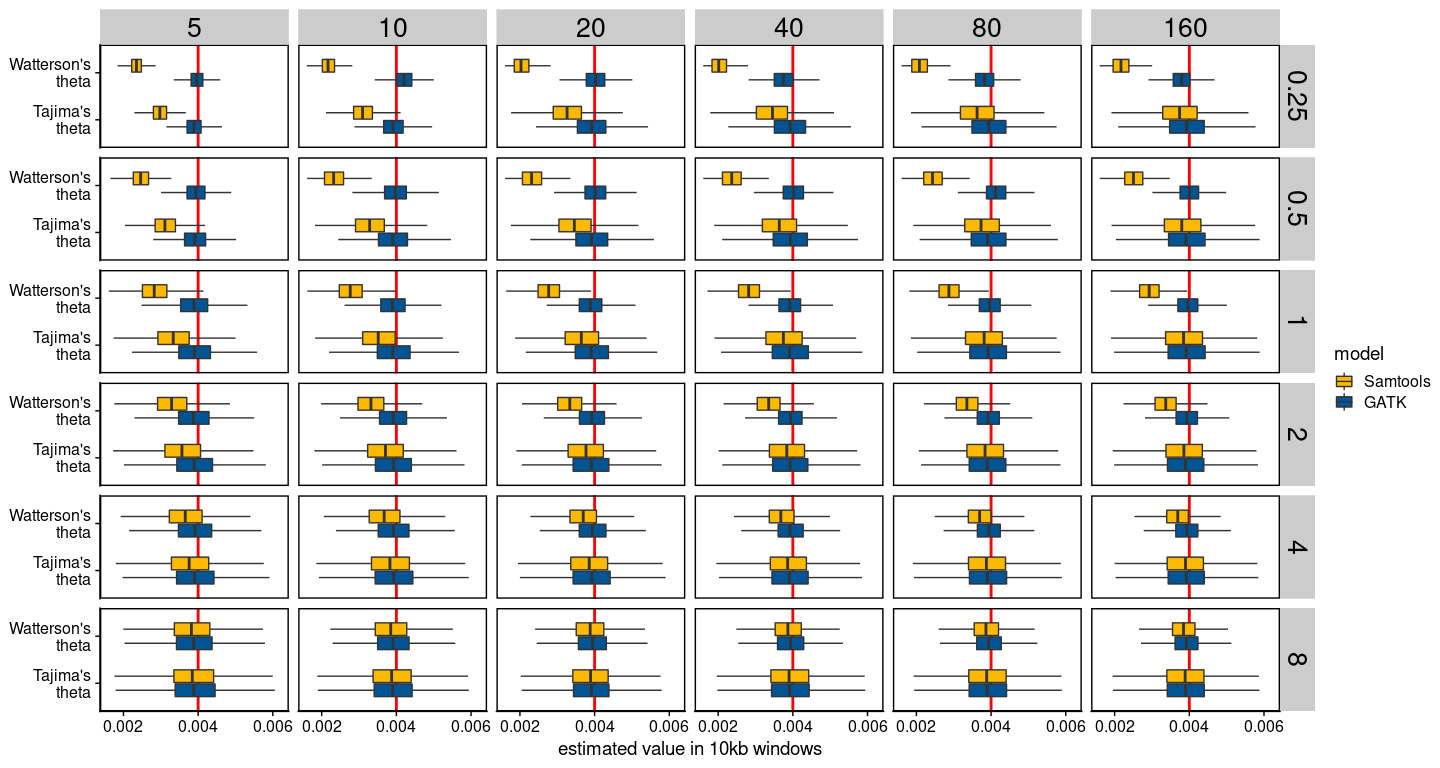 5 10 20 40 80 160
Watterson's
theta
Tajima's
theta
0.25
Watterson's
theta
Tajima's
theta
0.5
Watterson's
theta
Tajima's
theta
1
Watterson's
theta
Tajima's
theta
2
Watterson's
theta
Tajima's
theta
4
Watterson's
theta
Tajima's
theta
8
0.002 0.004 0.006 0.002 0.004 0.006 0.002 0.004 0.006 0.002 0.004 0.006 0.002 0.004 0.006 0.002 0.004 0.006
estimated value in 10kb windows
model
Samtools
GATK